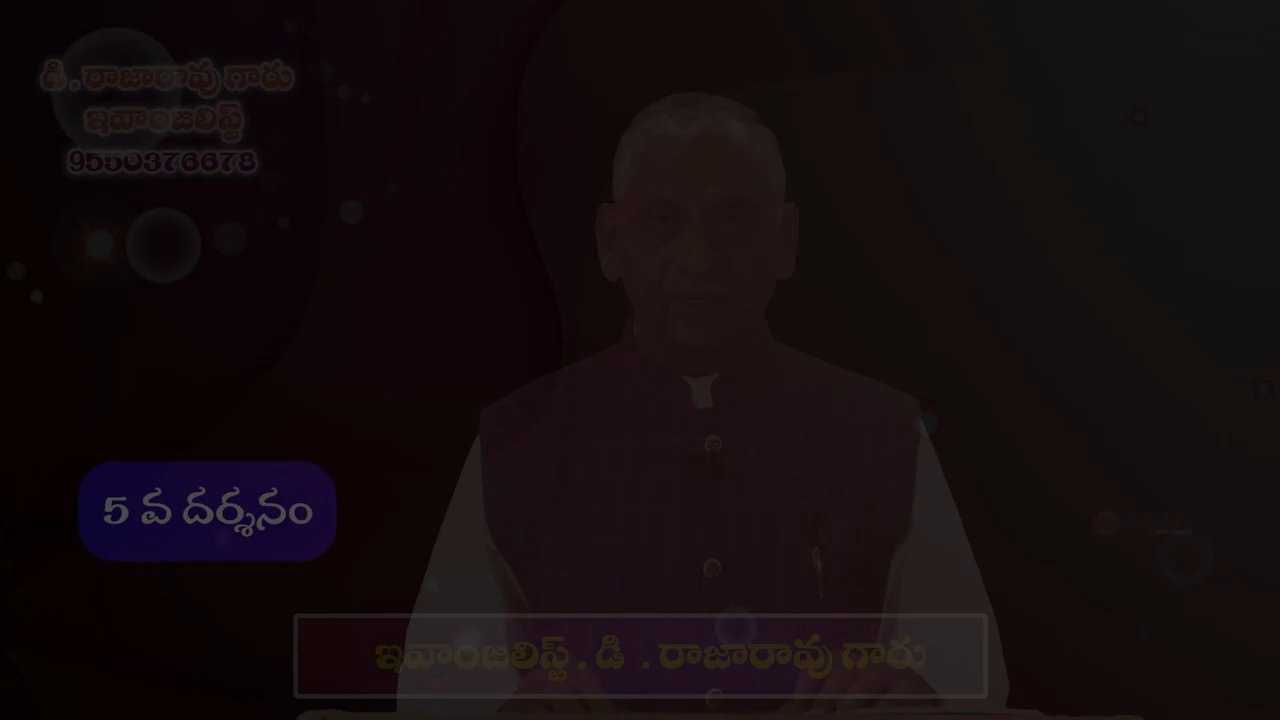 డి . రాజారావు గారు
ఇవాంజలిస్ట్
9550376678
5 వ దర్శనం
ఇవాంజలిస్ట్ . డి . రాజారావు గారు